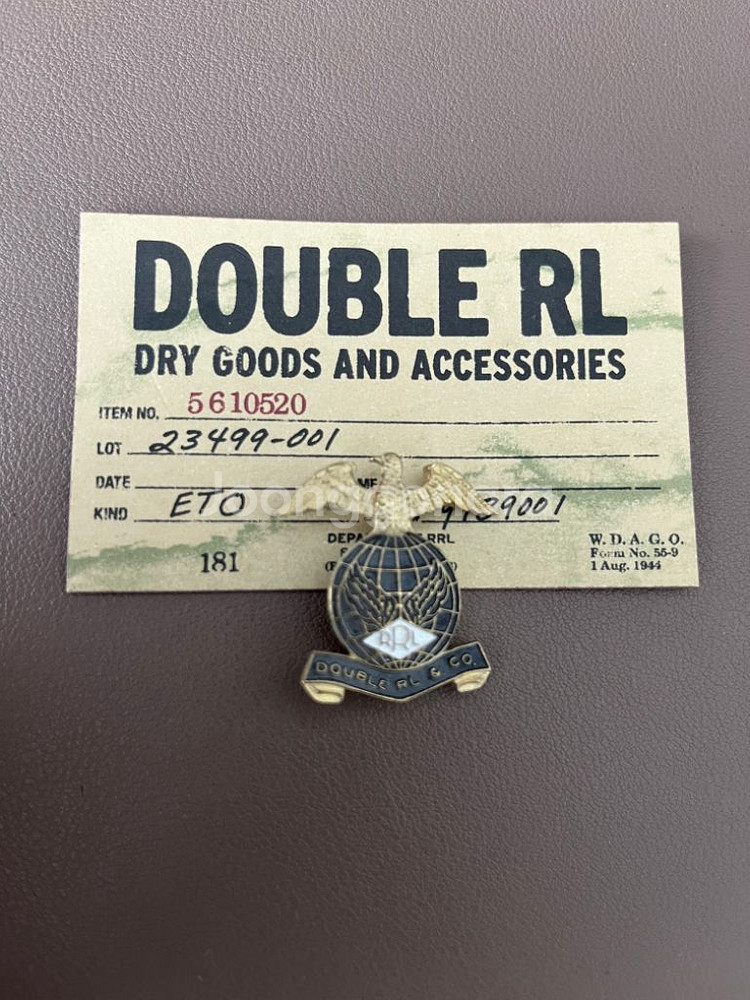 DOUBLE RL
DRY GOODS AND ACCESSORIES
ITEM NO. 5610520
LOT 23499-001
DATE
KIND ETO 9139001
181
W. D. A. G. O.
Form No. 55-9
1 Aug. 1944
RRL
DOUBLE RL & CO.